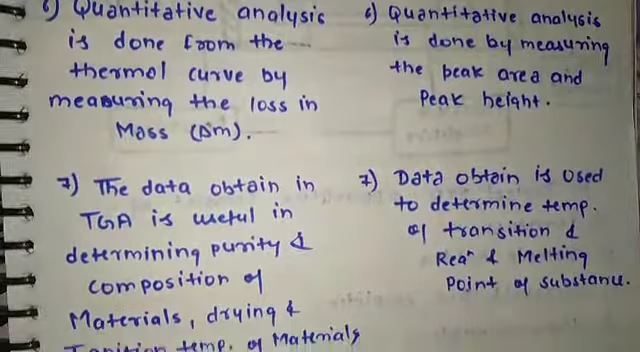 6) Quantitative analysis
is done from the
thermal curve by
measuring the loss in
Mass (Δm).
7) The data obtain in
TGA is useful in
determining purity &
composition of
Materials, drying &
Ignition temp. of Materials
6) Quantitative analysis
is done by measuring
the peak area and
Peak height.
7) Data obtain is used
to determine temp.
of transition &
Reaⁿ & Melting
Point of substance.